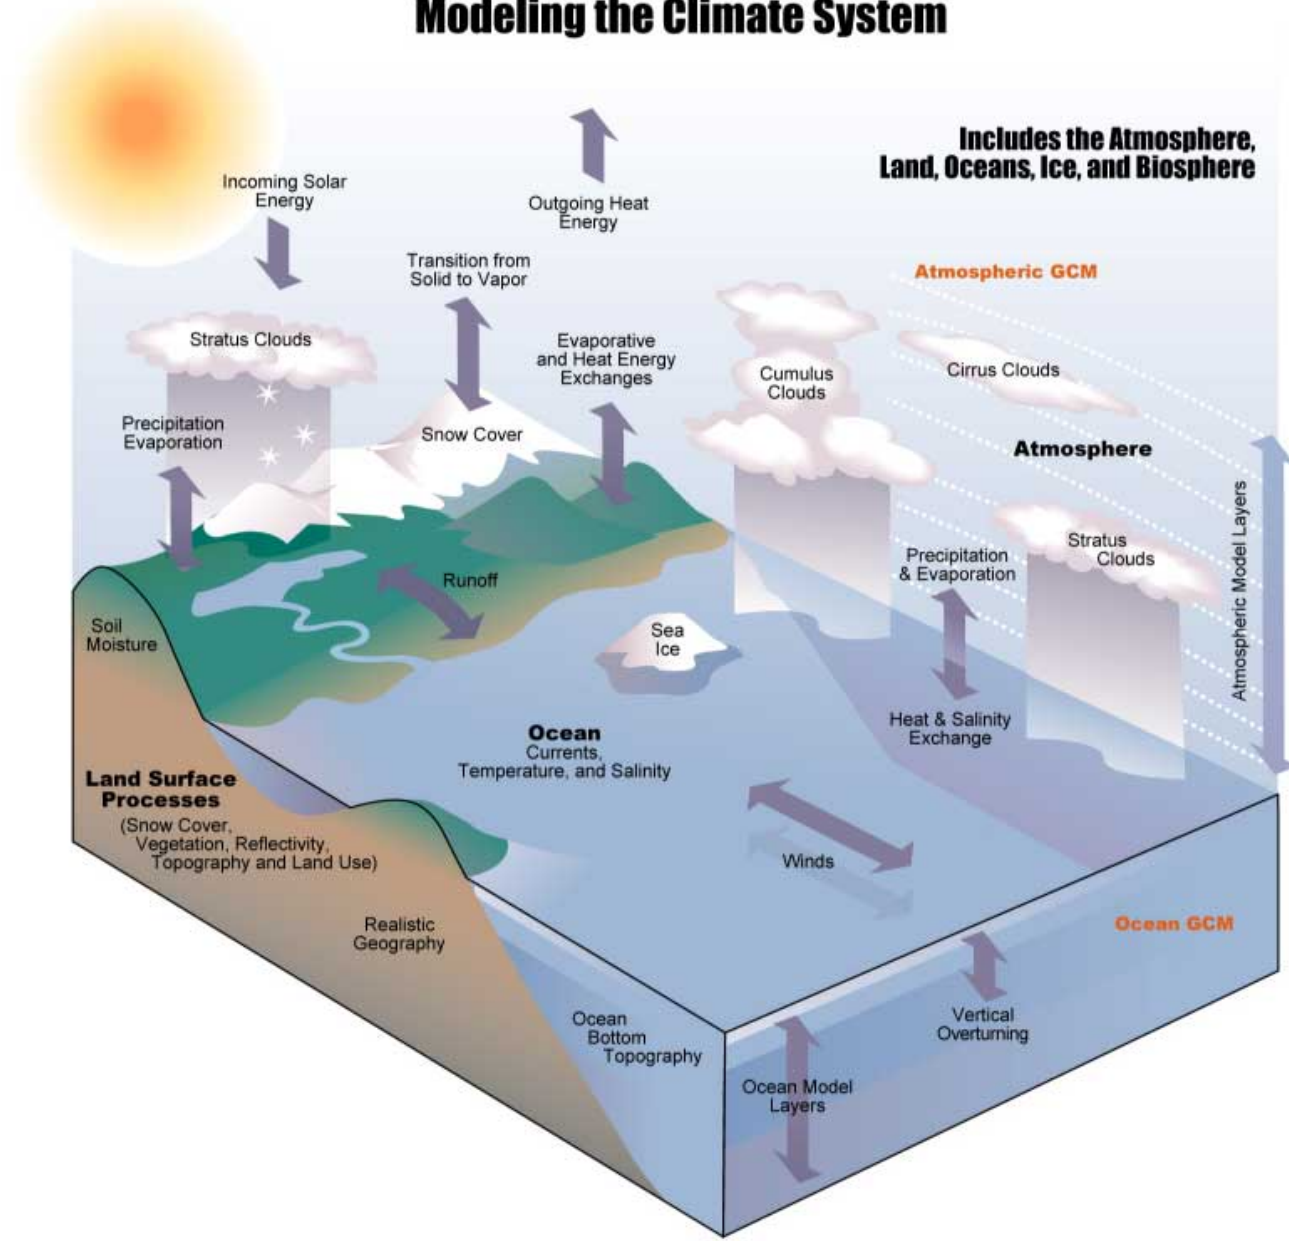 Modeling the Climate System
Includes the Atmosphere,
Land, Oceans, Ice, and Biosphere
Incoming Solar
Energy
Outgoing Heat
Energy
Transition from
Solid to Vapor
Atmospheric GCM
Stratus Clouds
Evaporative
and Heat Energy
Exchanges
Cumulus
Clouds
Cirrus Clouds
Precipitation
Evaporation
Snow Cover
Atmosphere
Atmospheric Model Layers
Stratus
Clouds
Precipitation
& Evaporation
Runoff
Soil
Moisture
Sea
Ice
Heat & Salinity
Exchange
Ocean
Currents,
Temperature, and Salinity
Land Surface
Processes
(Snow Cover,
Vegetation, Reflectivity,
Topography and Land Use)
Winds
Realistic
Geography
Ocean GCM
Ocean
Bottom
Topography
Vertical
Overturning
Ocean Model
Layers